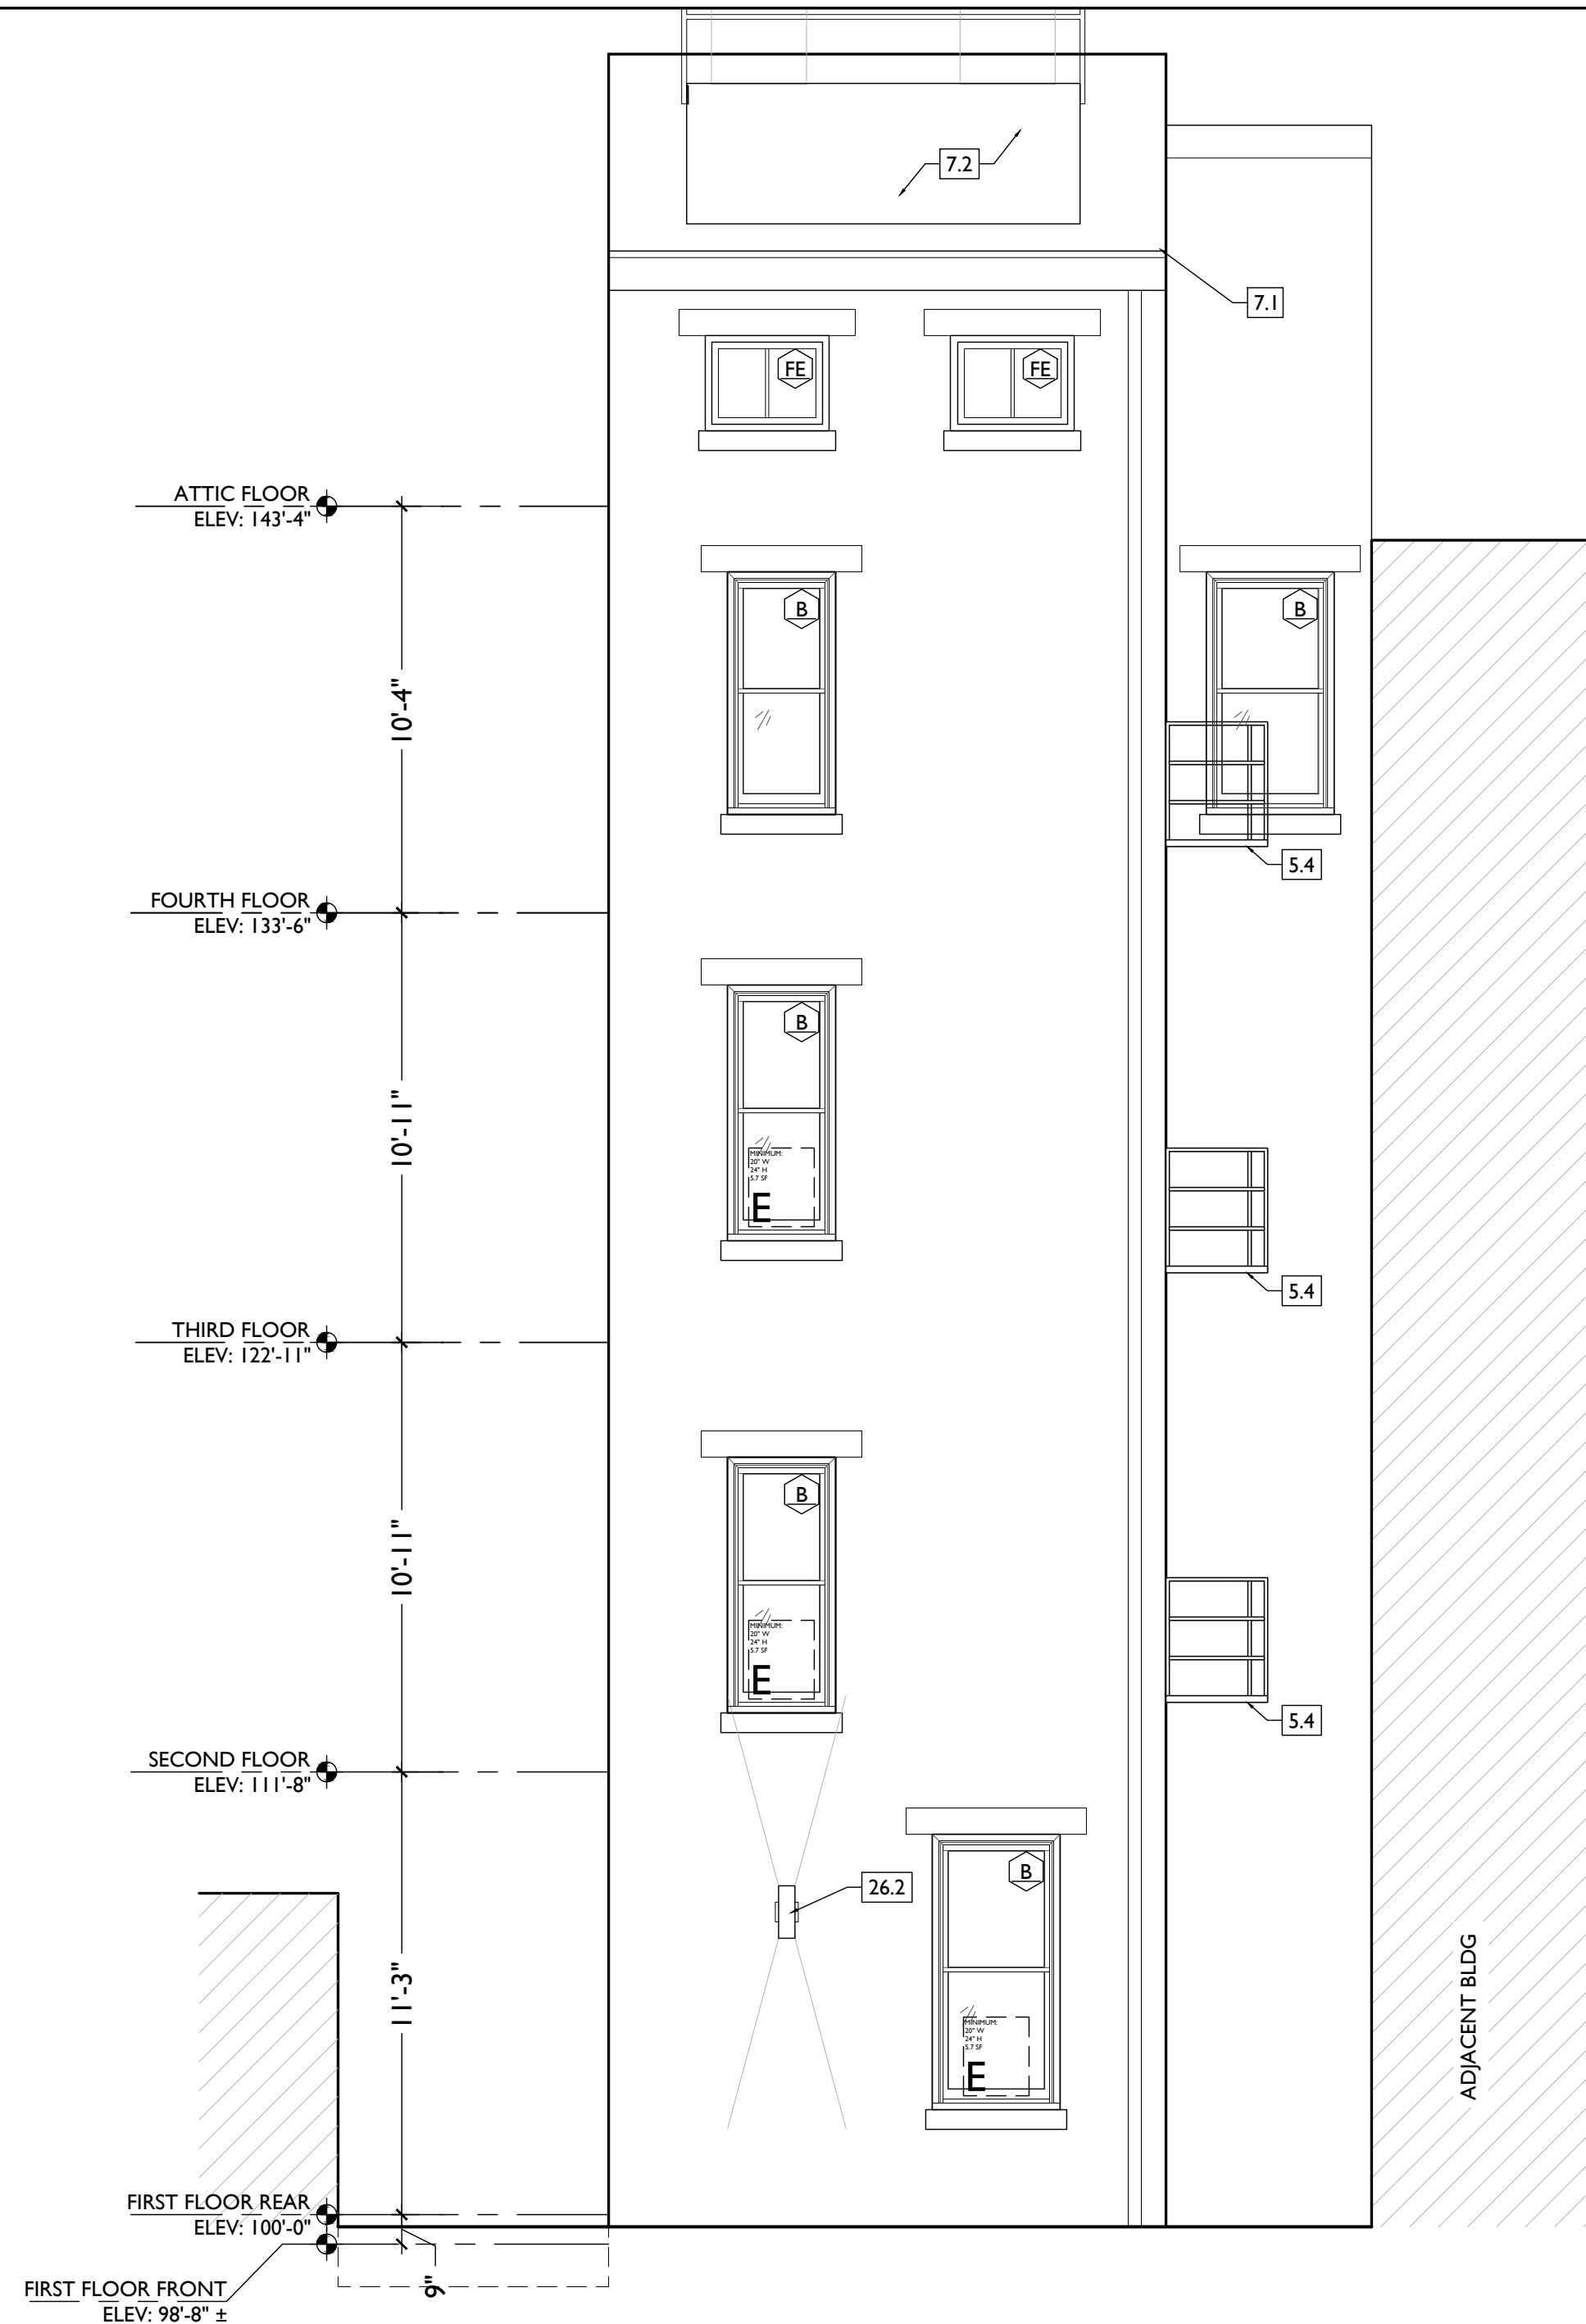 7.2
7.1
FE
FE
ATTIC FLOOR
ELEV: 143'-4"
B
B
10'-4"
5.4
FOURTH FLOOR
ELEV: 133'-6"
B
10'-11"
MINIMUM:
20" W
24" H
5.7 SF
E
5.4
THIRD FLOOR
ELEV: 122'-11"
B
10'-11"
MINIMUM:
20" W
24" H
5.7 SF
E
5.4
SECOND FLOOR
ELEV: 111'-8"
B
26.2
11'-3"
MINIMUM:
20" W
24" H
5.7 SF
E
ADJACENT BLDG
FIRST FLOOR REAR
ELEV: 100'-0"
9"
FIRST FLOOR FRONT
ELEV: 98'-8" ±